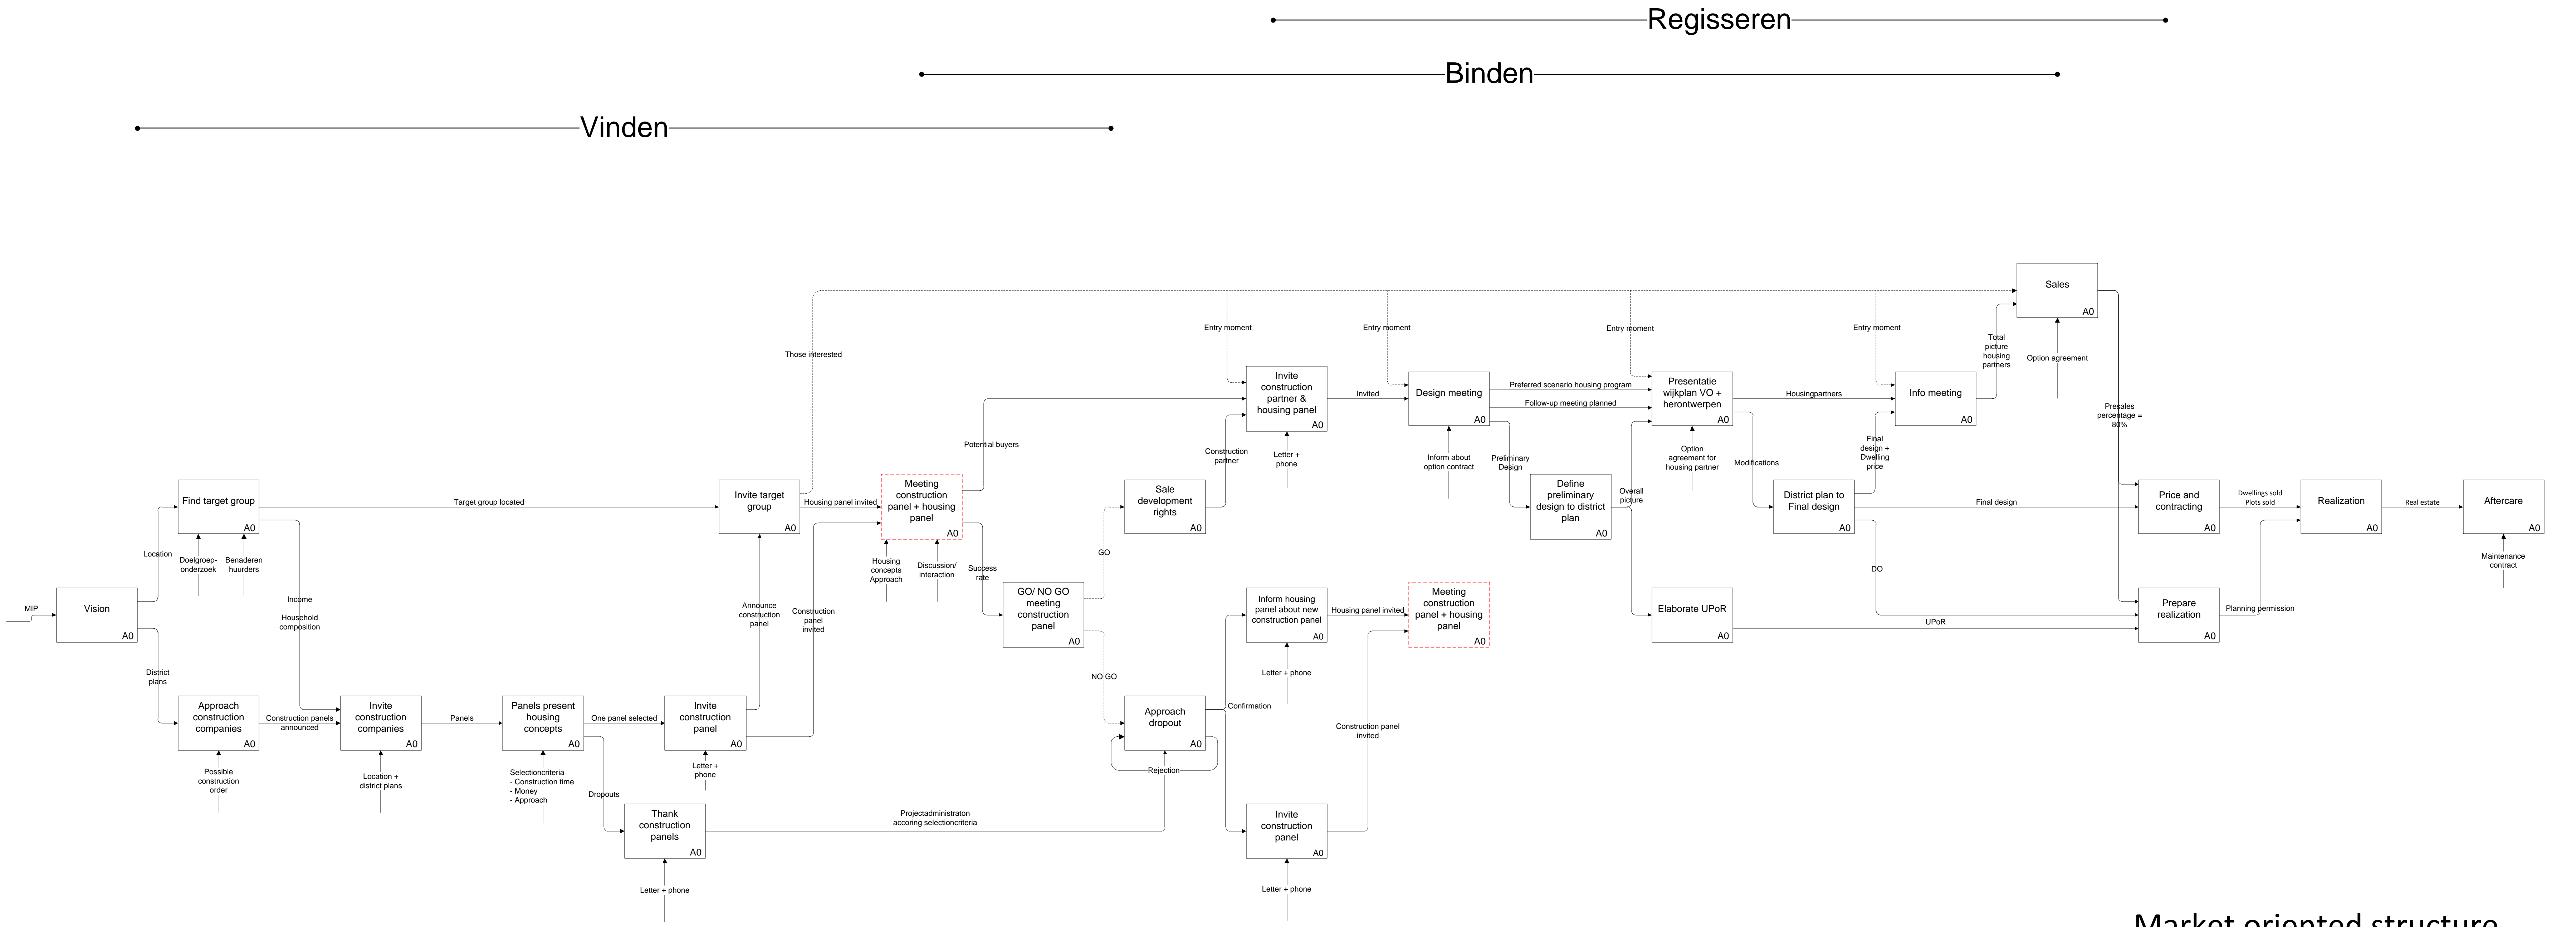 Regisseren
Binden
Vinden
Sales
A0
Entry moment
Entry moment
Entry moment
Entry moment
Those interested
Total
picture
housing
partners
Option agreement
Invite
construction
partner &
housing panel
A0
Invited
Design meeting
A0
Preferred scenario housing program
Follow-up meeting planned
Presentatie
wijkplan VO +
herontwerpen
A0
Housingpartners
Info meeting
A0
Presales
percentage =
80%
Potential buyers
Construction
partner
Letter +
phone
Inform about
option contract
Preliminary
Design
Option
agreement for
housing partner
Modifications
Final
design +
Dwelling
price
Find target group
A0
Target group located
Invite target
group
A0
Housing panel invited
Meeting
construction
panel + housing
panel
A0
Sale
development
rights
A0
Define
preliminary
design to district
plan
A0
Overall
picture
District plan to
Final design
A0
Final design
Price and
contracting
A0
Dwellings sold
Plots sold
Realization
A0
Real estate
Aftercare
A0
Location
Doelgroep-
onderzoek
Benaderen
huurders
Housing
concepts
Approach
Discussion/
interaction
Success
rate
GO
DO
Maintenance
contract
MIP
Vision
A0
Income
Household
composition
Announce
construction
panel
Construction
panel
invited
GO/ NO GO
meeting
construction
panel
A0
Inform housing
panel about new
construction panel
A0
Housing panel invited
Meeting
construction
panel + housing
panel
A0
Elaborate UPoR
A0
UPoR
Prepare
realization
A0
Planning permission
District
plans
NO GO
Letter + phone
Approach
construction
companies
A0
Construction panels
announced
Invite
construction
companies
A0
Panels
Panels present
housing
concepts
A0
One panel selected
Invite
construction
panel
A0
Approach
dropout
A0
Confirmation
Construction panel
invited
Possible
construction
order
Location +
district plans
Selectioncriteria
- Construction time
- Money
- Approach
Dropouts
Letter +
phone
Rejection
Thank
construction
panels
A0
Projectadministraton
accoring selectioncriteria
Invite
construction
panel
A0
Letter + phone
Letter + phone
Market oriented structure